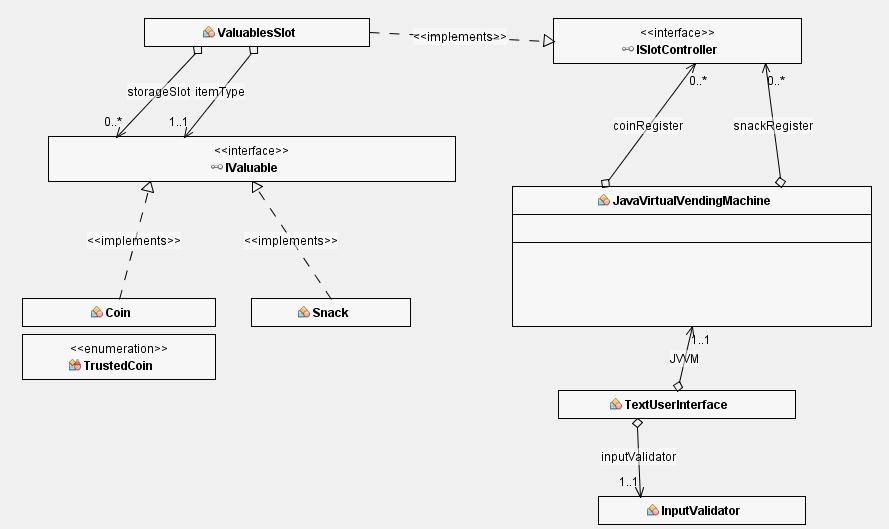 ValuablesSlot
<<implements>>
<<interface>>
ISlotController
storageSlot
itemType
0..*
1..1
0..*
0..*
coinRegister
snackRegister
<<interface>>
IValuable
JavaVirtualVendingMachine
<<implements>>
<<implements>>
Coin
Snack
<<enumeration>>
TrustedCoin
1..1
JVVM
TextUserInterface
inputValidator
1..1
InputValidator